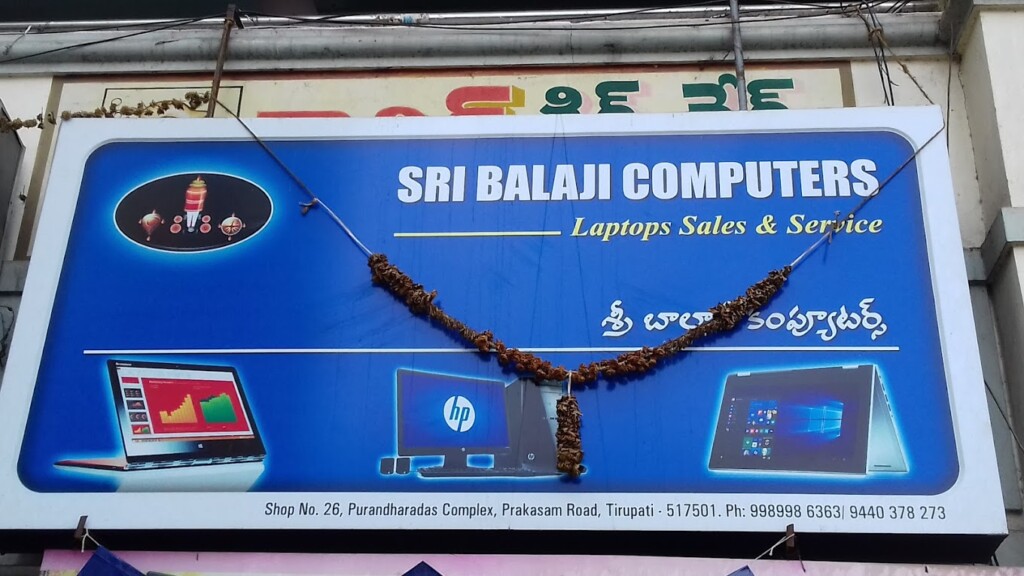 SRI BALAJI COMPUTERS
Laptops Sales & Service
శ్రీ బాలాజీ కంప్యూటర్స్
hp
Shop No. 26, Purandharadas Complex, Prakasam Road, Tirupati - 517501. Ph: 998998 6363| 9440 378 273